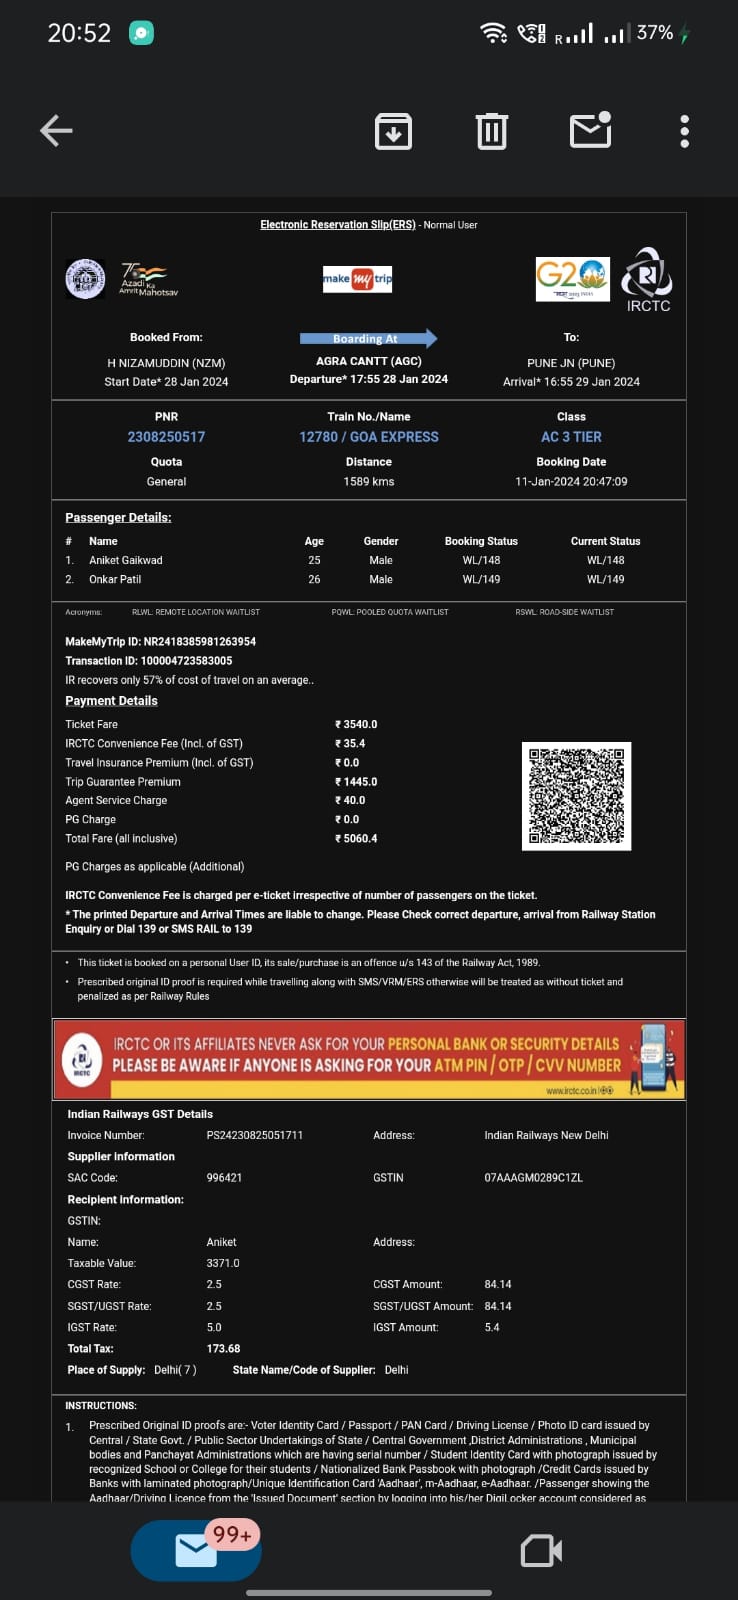 20:52
R
37%
Electronic Reservation Slip(ERS) - Normal User
75
Azadi Ka
Amrit Mahotsav
make my trip
G20
IRCTC
Booked From:
Boarding At
To:
H NIZAMUDDIN (NZM)
AGRA CANTT (AGC)
PUNE JN (PUNE)
Start Date* 28 Jan 2024
Departure* 17:55 28 Jan 2024
Arrival* 16:55 29 Jan 2024
PNR
Train No./Name
Class
2308250517
12780 / GOA EXPRESS
AC 3 TIER
Quota
Distance
Booking Date
General
1589 kms
11-Jan-2024 20:47:09
Passenger Details:
# Name Age Gender Booking Status Current Status
1. Aniket Gaikwad 25 Male WL/148 WL/148
2. Onkar Patil 26 Male WL/149 WL/149
Acronyms: RLWL: REMOTE LOCATION WAITLIST PQWL: POOLED QUOTA WAITLIST RSWL: ROAD-SIDE WAITLIST
MakeMyTrip ID: NR2418385981263954
Transaction ID: 100004723583005
IR recovers only 57% of cost of travel on an average..
Payment Details
Ticket Fare ₹ 3540.0
IRCTC Convenience Fee (Incl. of GST) ₹ 35.4
Travel Insurance Premium (Incl. of GST) ₹ 0.0
Trip Guarantee Premium ₹ 1445.0
Agent Service Charge ₹ 40.0
PG Charge ₹ 0.0
Total Fare (all inclusive) ₹ 5060.4
PG Charges as applicable (Additional)
IRCTC Convenience Fee is charged per e-ticket irrespective of number of passengers on the ticket.
* The printed Departure and Arrival Times are liable to change. Please Check correct departure, arrival from Railway Station
Enquiry or Dial 139 or SMS RAIL to 139
• This ticket is booked on a personal User ID, its sale/purchase is an offence u/s 143 of the Railway Act, 1989.
• Prescribed original ID proof is required while travelling along with SMS/VRM/ERS otherwise will be treated as without ticket and
penalized as per Railway Rules
IRCTC
IRCTC OR ITS AFFILIATES NEVER ASK FOR YOUR PERSONAL BANK OR SECURITY DETAILS
PLEASE BE AWARE IF ANYONE IS ASKING FOR YOUR ATM PIN / OTP / CVV NUMBER
www.irctc.co.in
Indian Railways GST Details
Invoice Number: PS24230825051711 Address: Indian Railways New Delhi
Supplier Information
SAC Code: 996421 GSTIN 07AAAGM0289C1ZL
Recipient Information:
GSTIN:
Name: Aniket Address:
Taxable Value: 3371.0
CGST Rate: 2.5 CGST Amount: 84.14
SGST/UGST Rate: 2.5 SGST/UGST Amount: 84.14
IGST Rate: 5.0 IGST Amount: 5.4
Total Tax: 173.68
Place of Supply: Delhi( 7 ) State Name/Code of Supplier: Delhi
INSTRUCTIONS:
1. Prescribed Original ID proofs are:- Voter Identity Card / Passport / PAN Card / Driving License / Photo ID card issued by
Central / State Govt. / Public Sector Undertakings of State / Central Government ,District Administrations , Municipal
bodies and Panchayat Administrations which are having serial number / Student Identity Card with photograph issued by
recognized School or College for their students / Nationalized Bank Passbook with photograph /Credit Cards issued by
Banks with laminated photograph/Unique Identification Card 'Aadhaar', m-Aadhaar, e-Aadhaar. /Passenger showing the
Aadhaar/Driving Licence from the 'Issued Document' section by logging into his/her DigiLocker account considered as
99+